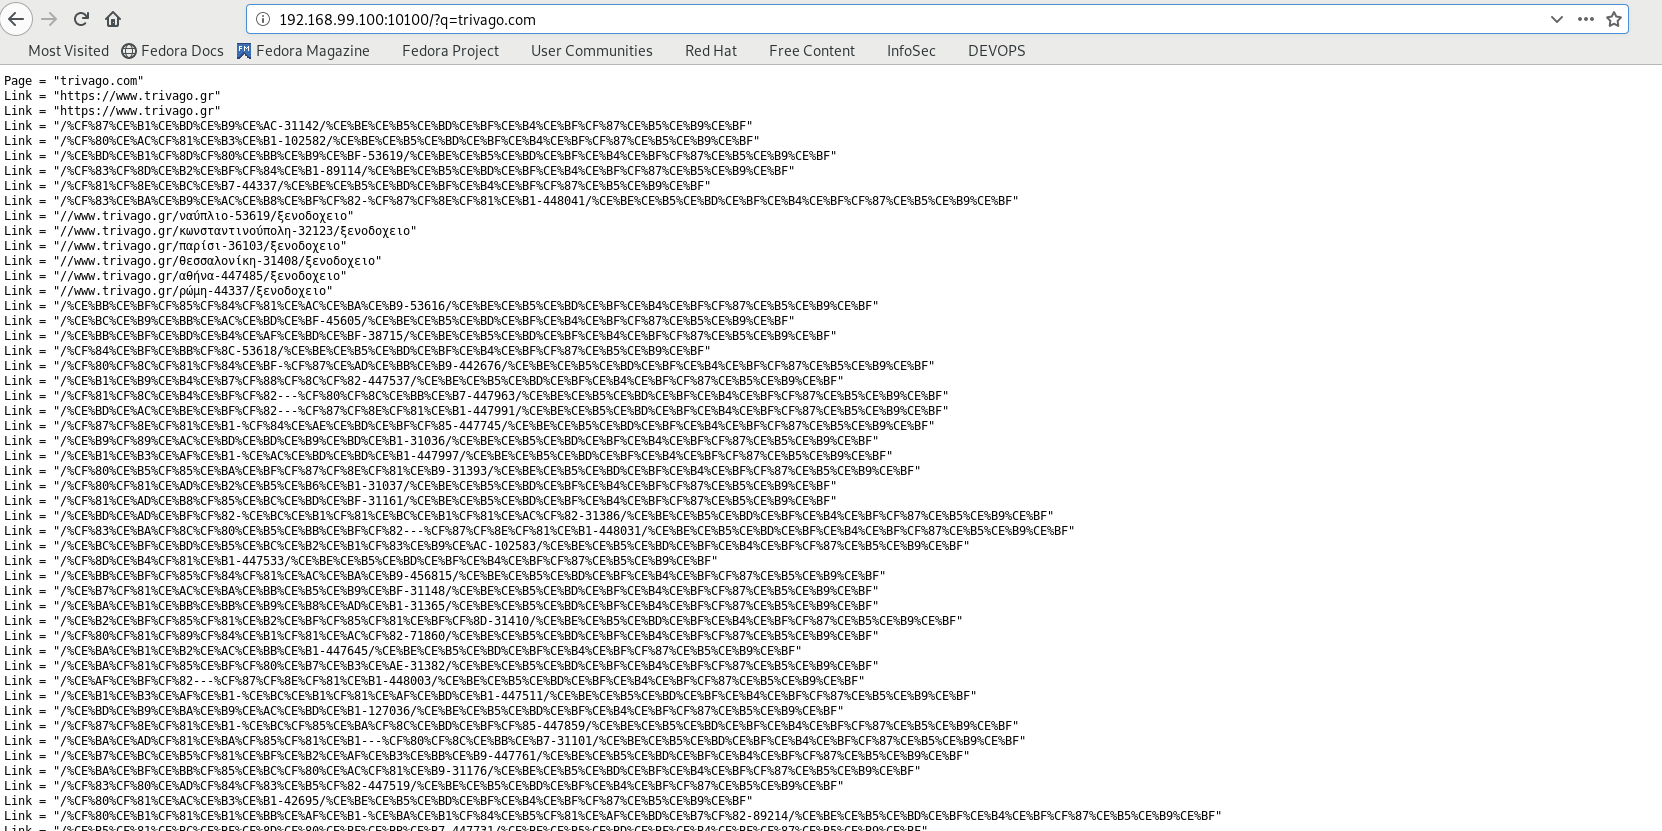 192.168.99.100:10100/?q=trivago.com
Most Visited Fedora Docs Fedora Magazine Fedora Project User Communities Red Hat Free Content InfoSec DEVOPS
Page = "trivago.com"
Link = "https://www.trivago.gr"
Link = "https://www.trivago.gr"
Link = "/%CF%87%CE%B1%CE%BD%CE%B9%CE%AC-31142/%CE%BE%CE%B5%CE%BD%CE%BF%CE%B4%CE%BF%CF%87%CE%B5%CE%B9%CE%BF"
Link = "/%CF%80%CE%AC%CF%81%CE%B3%CE%B1-102582/%CE%BE%CE%B5%CE%BD%CE%BF%CE%B4%CE%BF%CF%87%CE%B5%CE%B9%CE%BF"
Link = "/%CE%BD%CE%B1%CF%8D%CF%80%CE%BB%CE%B9%CE%BF-53619/%CE%BE%CE%B5%CE%BD%CE%BF%CE%B4%CE%BF%CF%87%CE%B5%CE%B9%CE%BF"
Link = "/%CF%83%CF%8D%CE%B2%CE%BF%CF%84%CE%B1-89114/%CE%BE%CE%B5%CE%BD%CE%BF%CE%B4%CE%BF%CF%87%CE%B5%CE%B9%CE%BF"
Link = "/%CF%81%CF%8E%CE%BC%CE%B7-44337/%CE%BE%CE%B5%CE%BD%CE%BF%CE%B4%CE%BF%CF%87%CE%B5%CE%B9%CE%BF"
Link = "/%CF%83%CE%BA%CE%B9%CE%AC%CE%B8%CE%BF%CF%82-%CF%87%CF%8E%CF%81%CE%B1-448041/%CE%BE%CE%B5%CE%BD%CE%BF%CE%B4%CE%BF%CF%87%CE%B5%CE%B9%CE%BF"
Link = "//www.trivago.gr/ναύπλιο-53619/ξενοδοχειο"
Link = "//www.trivago.gr/κωνσταντινούπολη-32123/ξενοδοχειο"
Link = "//www.trivago.gr/παρίσι-36103/ξενοδοχειο"
Link = "//www.trivago.gr/θεσσαλονίκη-31408/ξενοδοχειο"
Link = "//www.trivago.gr/αθήνα-447485/ξενοδοχειο"
Link = "//www.trivago.gr/ρώμη-44337/ξενοδοχειο"
Link = "/%CE%BB%CE%BF%CF%85%CF%84%CF%81%CE%AC%CE%BA%CE%B9-53616/%CE%BE%CE%B5%CE%BD%CE%BF%CE%B4%CE%BF%CF%87%CE%B5%CE%B9%CE%BF"
Link = "/%CE%BC%CE%B9%CE%BB%CE%AC%CE%BD%CE%BF-45605/%CE%BE%CE%B5%CE%BD%CE%BF%CE%B4%CE%BF%CF%87%CE%B5%CE%B9%CE%BF"
Link = "/%CE%BB%CE%BF%CE%BD%CE%B4%CE%AF%CE%BD%CE%BF-38715/%CE%BE%CE%B5%CE%BD%CE%BF%CE%B4%CE%BF%CF%87%CE%B5%CE%B9%CE%BF"
Link = "/%CF%84%CE%BF%CE%BB%CF%8C-53618/%CE%BE%CE%B5%CE%BD%CE%BF%CE%B4%CE%BF%CF%87%CE%B5%CE%B9%CE%BF"
Link = "/%CF%80%CF%8C%CF%81%CF%84%CE%BF-%CF%87%CE%AD%CE%BB%CE%B9-442676/%CE%BE%CE%B5%CE%BD%CE%BF%CE%B4%CE%BF%CF%87%CE%B5%CE%B9%CE%BF"
Link = "/%CE%B1%CE%B9%CE%B4%CE%B7%CF%88%CF%8C%CF%82-447537/%CE%BE%CE%B5%CE%BD%CE%BF%CE%B4%CE%BF%CF%87%CE%B5%CE%B9%CE%BF"
Link = "/%CF%81%CF%8C%CE%B4%CE%BF%CF%82---%CF%80%CF%8C%CE%BB%CE%B7-447963/%CE%BE%CE%B5%CE%BD%CE%BF%CE%B4%CE%BF%CF%87%CE%B5%CE%B9%CE%BF"
Link = "/%CE%BD%CE%AC%CE%BE%CE%BF%CF%82---%CF%87%CF%8E%CF%81%CE%B1-447991/%CE%BE%CE%B5%CE%BD%CE%BF%CE%B4%CE%BF%CF%87%CE%B5%CE%B9%CE%BF"
Link = "/%CF%87%CF%8E%CF%81%CE%B1-%CF%84%CE%AE%CE%BD%CE%BF%CF%85-447745/%CE%BE%CE%B5%CE%BD%CE%BF%CE%B4%CE%BF%CF%87%CE%B5%CE%B9%CE%BF"
Link = "/%CE%B9%CF%89%CE%AC%CE%BD%CE%BD%CE%B9%CE%BD%CE%B1-31036/%CE%BE%CE%B5%CE%BD%CE%BF%CE%B4%CE%BF%CF%87%CE%B5%CE%B9%CE%BF"
Link = "/%CE%B1%CE%B3%CE%AF%CE%B1-%CE%AC%CE%BD%CE%BD%CE%B1-447997/%CE%BE%CE%B5%CE%BD%CE%BF%CE%B4%CE%BF%CF%87%CE%B5%CE%B9%CE%BF"
Link = "/%CF%80%CE%B5%CF%85%CE%BA%CE%BF%CF%87%CF%8E%CF%81%CE%B9-31393/%CE%BE%CE%B5%CE%BD%CE%BF%CE%B4%CE%BF%CF%87%CE%B5%CE%B9%CE%BF"
Link = "/%CF%80%CF%81%CE%AD%CE%B2%CE%B5%CE%B6%CE%B1-31037/%CE%BE%CE%B5%CE%BD%CE%BF%CE%B4%CE%BF%CF%87%CE%B5%CE%B9%CE%BF"
Link = "/%CF%81%CE%AD%CE%B8%CF%85%CE%BC%CE%BD%CE%BF-31161/%CE%BE%CE%B5%CE%BD%CE%BF%CE%B4%CE%BF%CF%87%CE%B5%CE%B9%CE%BF"
Link = "/%CE%BD%CE%AD%CE%BF%CF%82-%CE%BC%CE%B1%CF%81%CE%BC%CE%B1%CF%81%CE%AC%CF%82-31386/%CE%BE%CE%B5%CE%BD%CE%BF%CE%B4%CE%BF%CF%87%CE%B5%CE%B9%CE%BF"
Link = "/%CF%83%CE%BA%CF%8C%CF%80%CE%B5%CE%BB%CE%BF%CF%82---%CF%87%CF%8E%CF%81%CE%B1-448031/%CE%BE%CE%B5%CE%BD%CE%BF%CE%B4%CE%BF%CF%87%CE%B5%CE%B9%CE%BF"
Link = "/%CE%BC%CE%BF%CE%BD%CE%B5%CE%BC%CE%B2%CE%B1%CF%83%CE%B9%CE%AC-102583/%CE%BE%CE%B5%CE%BD%CE%BF%CE%B4%CE%BF%CF%87%CE%B5%CE%B9%CE%BF"
Link = "/%CF%8D%CE%B4%CF%81%CE%B1-447533/%CE%BE%CE%B5%CE%BD%CE%BF%CE%B4%CE%BF%CF%87%CE%B5%CE%B9%CE%BF"
Link = "/%CE%BB%CE%BF%CF%85%CF%84%CF%81%CE%AC%CE%BA%CE%B9-456815/%CE%BE%CE%B5%CE%BD%CE%BF%CE%B4%CE%BF%CF%87%CE%B5%CE%B9%CE%BF"
Link = "/%CE%B7%CF%81%CE%AC%CE%BA%CE%BB%CE%B5%CE%B9%CE%BF-31148/%CE%BE%CE%B5%CE%BD%CE%BF%CE%B4%CE%BF%CF%87%CE%B5%CE%B9%CE%BF"
Link = "/%CE%BA%CE%B1%CE%BB%CE%BB%CE%B9%CE%B8%CE%AD%CE%B1-31365/%CE%BE%CE%B5%CE%BD%CE%BF%CE%B4%CE%BF%CF%87%CE%B5%CE%B9%CE%BF"
Link = "/%CE%B2%CE%BF%CF%85%CF%81%CE%B2%CE%BF%CF%85%CF%81%CE%BF%CF%8D-31410/%CE%BE%CE%B5%CE%BD%CE%BF%CE%B4%CE%BF%CF%87%CE%B5%CE%B9%CE%BF"
Link = "/%CF%80%CF%81%CF%89%CF%84%CE%B1%CF%81%CE%AC%CF%82-71860/%CE%BE%CE%B5%CE%BD%CE%BF%CE%B4%CE%BF%CF%87%CE%B5%CE%B9%CE%BF"
Link = "/%CE%BA%CE%B1%CE%B2%CE%AC%CE%BB%CE%B1-447645/%CE%BE%CE%B5%CE%BD%CE%BF%CE%B4%CE%BF%CF%87%CE%B5%CE%B9%CE%BF"
Link = "/%CE%BA%CF%81%CF%85%CE%BF%CF%80%CE%B7%CE%B3%CE%AE-31382/%CE%BE%CE%B5%CE%BD%CE%BF%CE%B4%CE%BF%CF%87%CE%B5%CE%B9%CE%BF"
Link = "/%CE%AF%CE%BF%CF%82---%CF%87%CF%8E%CF%81%CE%B1-448003/%CE%BE%CE%B5%CE%BD%CE%BF%CE%B4%CE%BF%CF%87%CE%B5%CE%B9%CE%BF"
Link = "/%CE%B1%CE%B3%CE%AF%CE%B1-%CE%BC%CE%B1%CF%81%CE%AF%CE%BD%CE%B1-447511/%CE%BE%CE%B5%CE%BD%CE%BF%CE%B4%CE%BF%CF%87%CE%B5%CE%B9%CE%BF"
Link = "/%CE%BD%CE%B9%CE%BA%CE%B9%CE%AC%CE%BD%CE%B1-127036/%CE%BE%CE%B5%CE%BD%CE%BF%CE%B4%CE%BF%CF%87%CE%B5%CE%B9%CE%BF"
Link = "/%CF%87%CF%8E%CF%81%CE%B1-%CE%BC%CF%85%CE%BA%CF%8C%CE%BD%CE%BF%CF%85-447859/%CE%BE%CE%B5%CE%BD%CE%BF%CE%B4%CE%BF%CF%87%CE%B5%CE%B9%CE%BF"
Link = "/%CE%BA%CE%AD%CF%81%CE%BA%CF%85%CF%81%CE%B1---%CF%80%CF%8C%CE%BB%CE%B7-31101/%CE%BE%CE%B5%CE%BD%CE%BF%CE%B4%CE%BF%CF%87%CE%B5%CE%B9%CE%BF"
Link = "/%CE%B7%CE%BC%CE%B5%CF%81%CE%BF%CE%B2%CE%AF%CE%B3%CE%BB%CE%B9-447761/%CE%BE%CE%B5%CE%BD%CE%BF%CE%B4%CE%BF%CF%87%CE%B5%CE%B9%CE%BF"
Link = "/%CE%BA%CE%BF%CE%BB%CF%85%CE%BC%CF%80%CE%AC%CF%81%CE%B9-31176/%CE%BE%CE%B5%CE%BD%CE%BF%CE%B4%CE%BF%CF%87%CE%B5%CE%B9%CE%BF"
Link = "/%CF%83%CF%80%CE%AD%CF%84%CF%83%CE%B5%CF%82-447519/%CE%BE%CE%B5%CE%BD%CE%BF%CE%B4%CE%BF%CF%87%CE%B5%CE%B9%CE%BF"
Link = "/%CF%80%CF%81%CE%AC%CE%B3%CE%B1-42695/%CE%BE%CE%B5%CE%BD%CE%BF%CE%B4%CE%BF%CF%87%CE%B5%CE%B9%CE%BF"
Link = "/%CF%80%CE%B1%CF%81%CE%B1%CE%BB%CE%AF%CE%B1-%CE%BA%CE%B1%CF%84%CE%B5%CF%81%CE%AF%CE%BD%CE%B7%CF%82-89214/%CE%BE%CE%B5%CE%BD%CE%BF%CE%B4%CE%BF%CF%87%CE%B5%CE%B9%CE%BF"